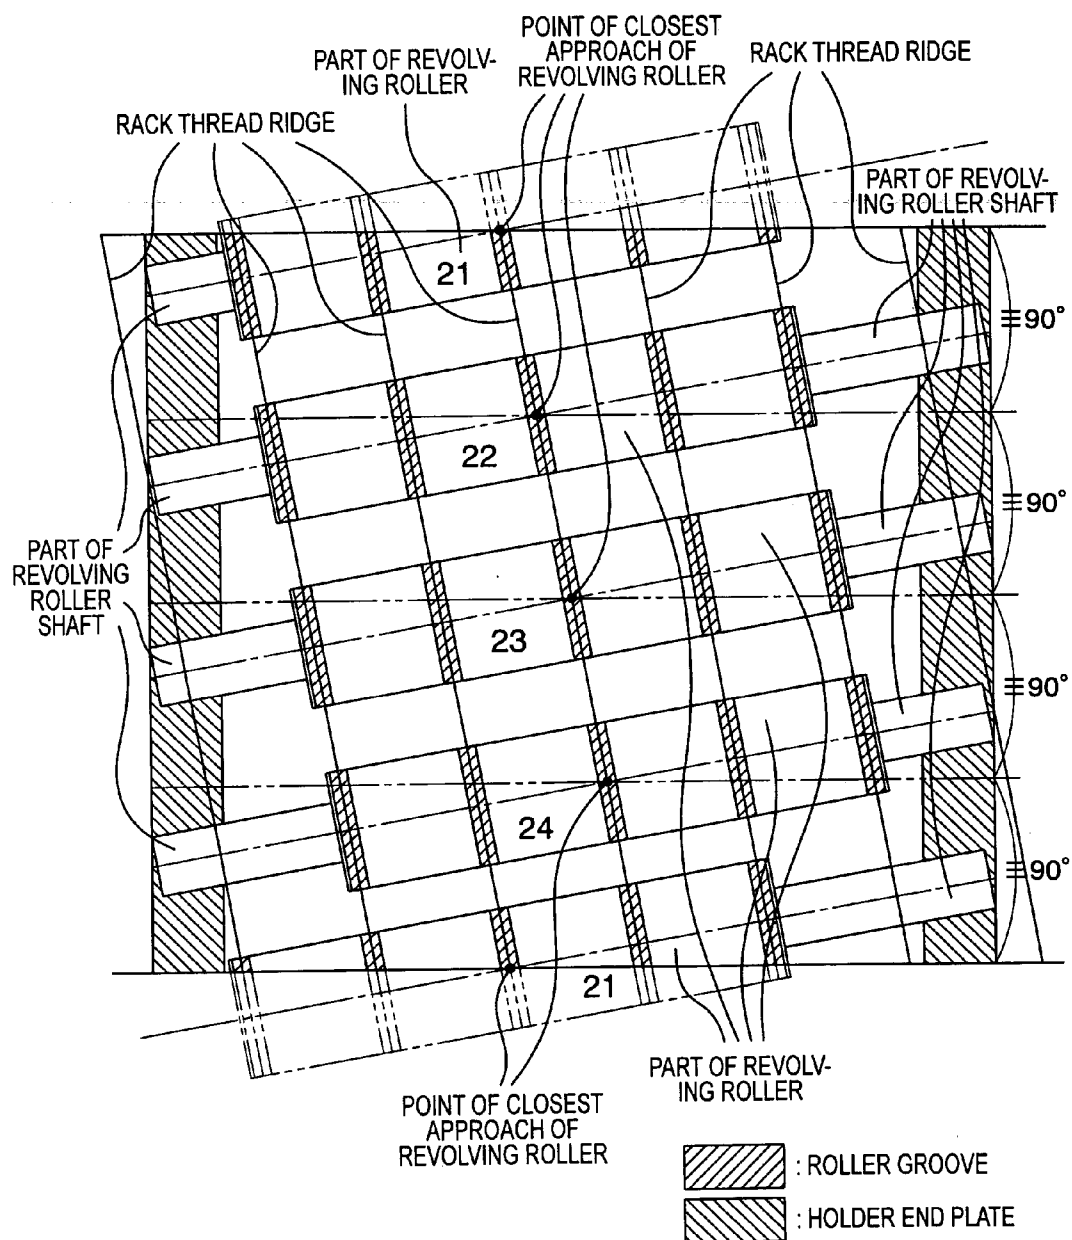 POINT OF CLOSEST
APPROACH OF
REVOLVING ROLLER
PART OF REVOLV-
ING ROLLER
RACK THREAD RIDGE
RACK THREAD RIDGE
PART OF REVOLV-
ING ROLLER SHAFT
21
≡90°
22
≡90°
PART OF
REVOLVING
ROLLER
SHAFT
23
≡90°
24
≡90°
21
PART OF REVOLV-
ING ROLLER
POINT OF CLOSEST
APPROACH OF
REVOLVING ROLLER
: ROLLER GROOVE
: HOLDER END PLATE